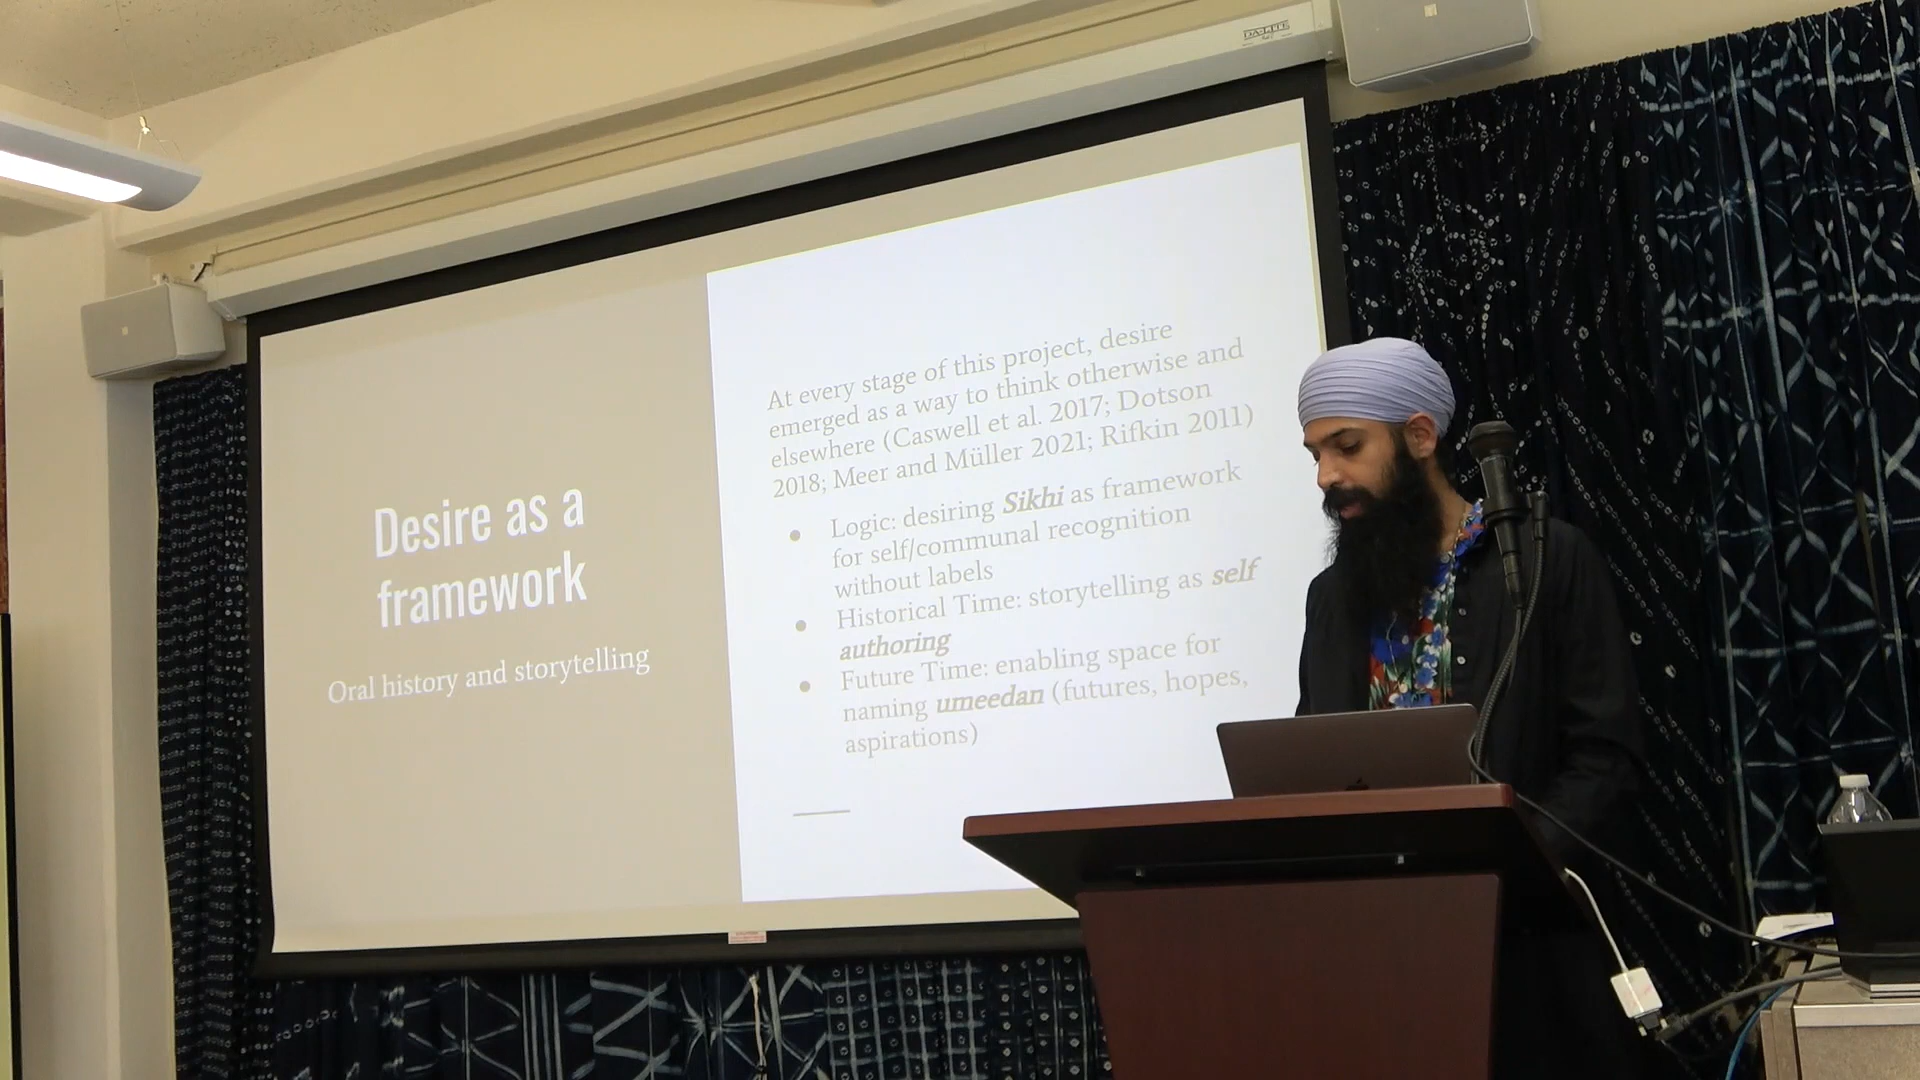 DA-LITE
Desire as a
framework
Oral history and storytelling
At every stage of this project, desire
emerged as a way to think otherwise and
elsewhere (Caswell et al. 2017; Dotson
2018; Meer and Müller 2021; Rifkin 2011)
● Logic: desiring Sikhi as framework
for self/communal recognition
without labels
● Historical Time: storytelling as self
authoring
● Future Time: enabling space for
naming umeedan (futures, hopes,
aspirations)